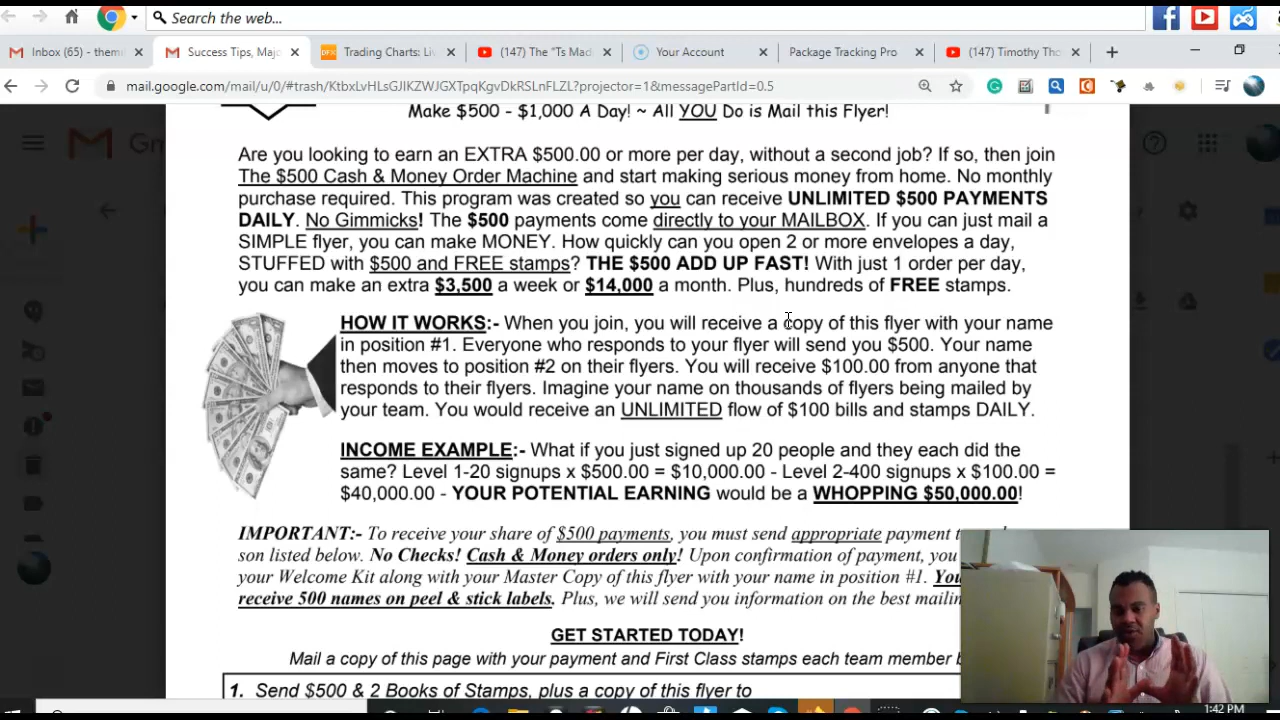 Search the web...
Inbox (65) - them
Success Tips, Maj
Trading Charts: Li
(147) The "Ts Mad
Your Account
Package Tracking Pro
(147) Timothy Tho
mail.google.com/mail/u/0/#trash/
?projector=1&messagePartId=0.5
Make $500 - $1,000 A Day! ~ All YOU Do is Mail this Flyer!
Are you looking to earn an EXTRA $500.00 or more per day, without a second job? If so, then join
The $500 Cash & Money Order Machine and start making serious money from home. No monthly
purchase required. This program was created so you can receive UNLIMITED $500 PAYMENTS
DAILY. No Gimmicks! The $500 payments come directly to your MAILBOX. If you can just mail a
SIMPLE flyer, you can make MONEY. How quickly can you open 2 or more envelopes a day,
STUFFED with $500 and FREE stamps? THE $500 ADD UP FAST! With just 1 order per day,
you can make an extra $3,500 a week or $14,000 a month. Plus, hundreds of FREE stamps.
HOW IT WORKS:- When you join, you will receive a copy of this flyer with your name
in position #1. Everyone who responds to your flyer will send you $500. Your name
then moves to position #2 on their flyers. You will receive $100.00 from anyone that
responds to their flyers. Imagine your name on thousands of flyers being mailed by
your team. You would receive an UNLIMITED flow of $100 bills and stamps DAILY.
INCOME EXAMPLE:- What if you just signed up 20 people and they each did the
same? Level 1-20 signups x $500.00 = $10,000.00 - Level 2-400 signups x $100.00 =
$40,000.00 - YOUR POTENTIAL EARNING would be a WHOPPING $50,000.00!
IMPORTANT:- To receive your share of $500 payments, you must send appropriate payment t
son listed below. No Checks! Cash & Money orders only! Upon confirmation of payment, you
your Welcome Kit along with your Master Copy of this flyer with your name in position #1. You
receive 500 names on peel & stick labels. Plus, we will send you information on the best mailin
GET STARTED TODAY!
Mail a copy of this page with your payment and First Class stamps each team member b
1. Send $500 & 2 Books of Stamps, plus a copy of this flyer to
1:42 PM